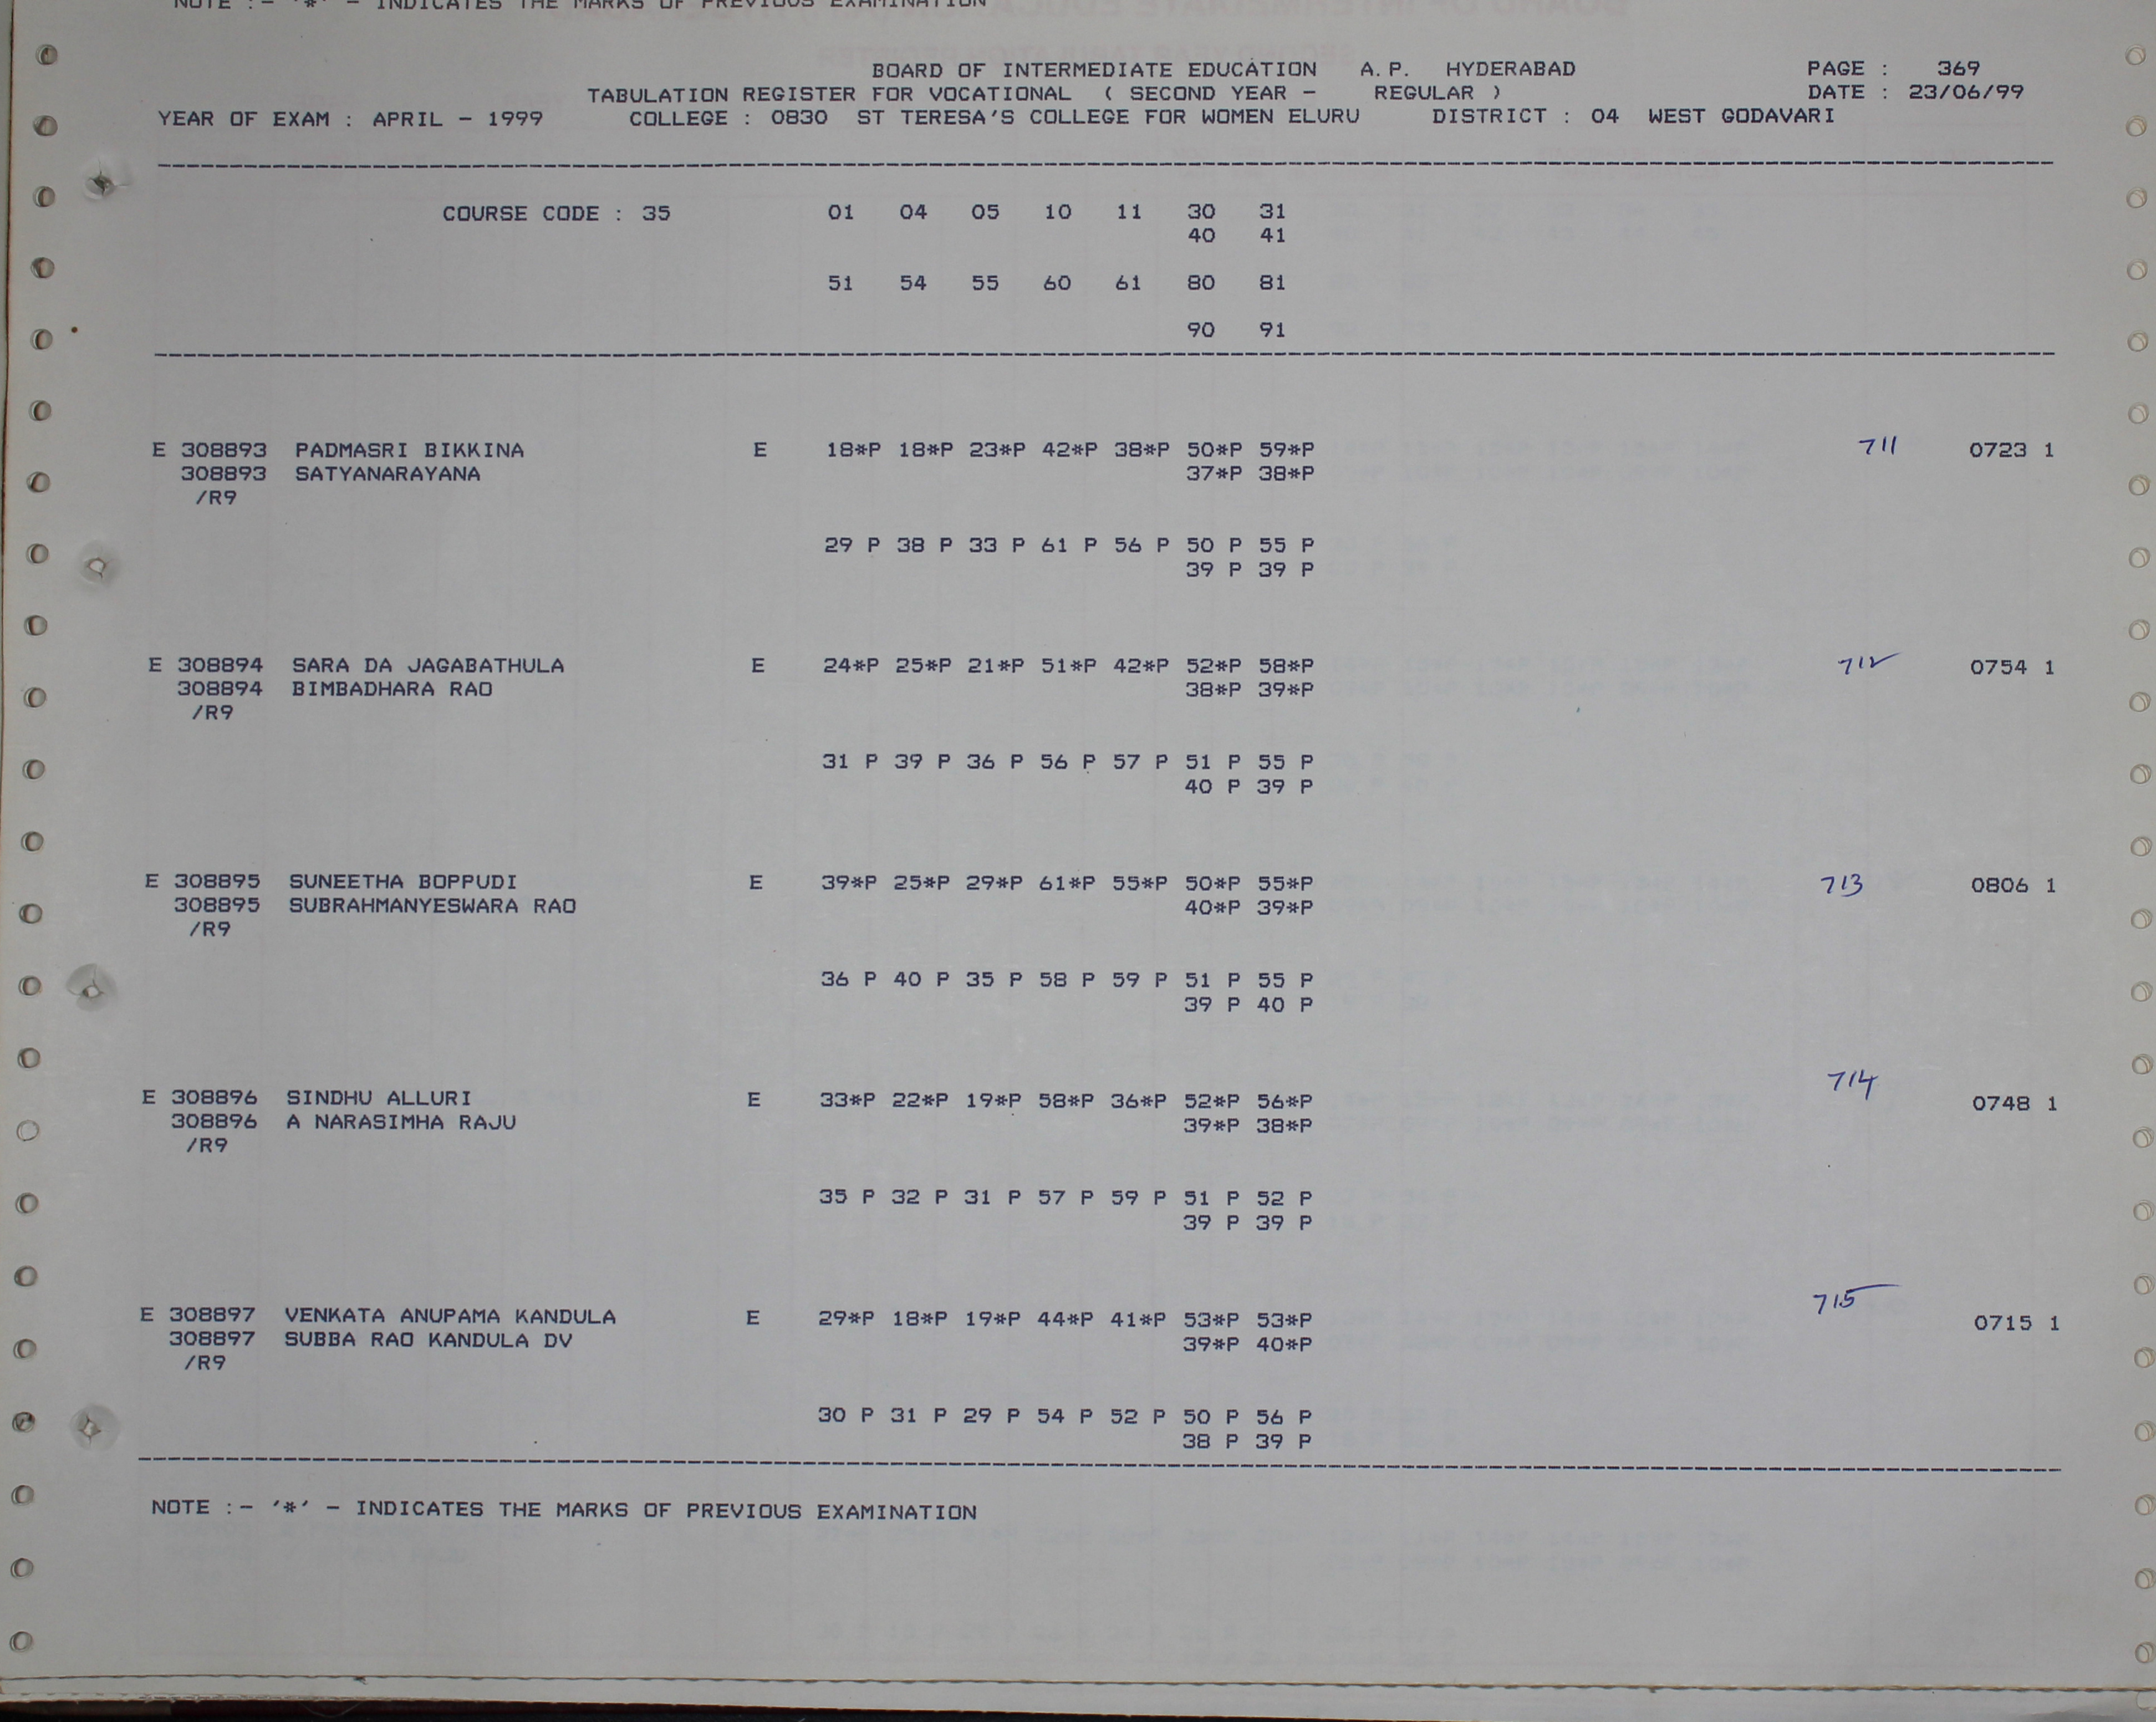 NOTE :- '*' - INDICATES THE MARKS OF PREVIOUS EXAMINATION
BOARD OF INTERMEDIATE EDUCATION A.P. HYDERABAD PAGE : 369
TABULATION REGISTER FOR VOCATIONAL ( SECOND YEAR - REGULAR ) DATE : 23/06/99
YEAR OF EXAM : APRIL - 1999 COLLEGE : 0830 ST TERESA'S COLLEGE FOR WOMEN ELURU DISTRICT : 04 WEST GODAVARI
COURSE CODE : 35 01 04 05 10 11 30 31
40 41
51 54 55 60 61 80 81
90 91
E 308893 PADMASRI BIKKINA E 18*P 18*P 23*P 42*P 38*P 50*P 59*P 711 0723 1
308893 SATYANARAYANA 37*P 38*P
/R9
29 P 38 P 33 P 61 P 56 P 50 P 55 P
39 P 39 P
E 308894 SARA DA JAGABATHULA E 24*P 25*P 21*P 51*P 42*P 52*P 58*P 712 0754 1
308894 BIMBADHARA RAO 38*P 39*P
/R9
31 P 39 P 36 P 56 P 57 P 51 P 55 P
40 P 39 P
E 308895 SUNEETHA BOPPUDI E 39*P 25*P 29*P 61*P 55*P 50*P 55*P 713 0806 1
308895 SUBRAHMANYESWARA RAO 40*P 39*P
/R9
36 P 40 P 35 P 58 P 59 P 51 P 55 P
39 P 40 P
E 308896 SINDHU ALLURI E 33*P 22*P 19*P 58*P 36*P 52*P 56*P 714 0748 1
308896 A NARASIMHA RAJU 39*P 38*P
/R9
35 P 32 P 31 P 57 P 59 P 51 P 52 P
39 P 39 P
E 308897 VENKATA ANUPAMA KANDULA E 29*P 18*P 19*P 44*P 41*P 53*P 53*P 715 0715 1
308897 SUBBA RAO KANDULA DV 39*P 40*P
/R9
30 P 31 P 29 P 54 P 52 P 50 P 56 P
38 P 39 P
NOTE :- '*' - INDICATES THE MARKS OF PREVIOUS EXAMINATION